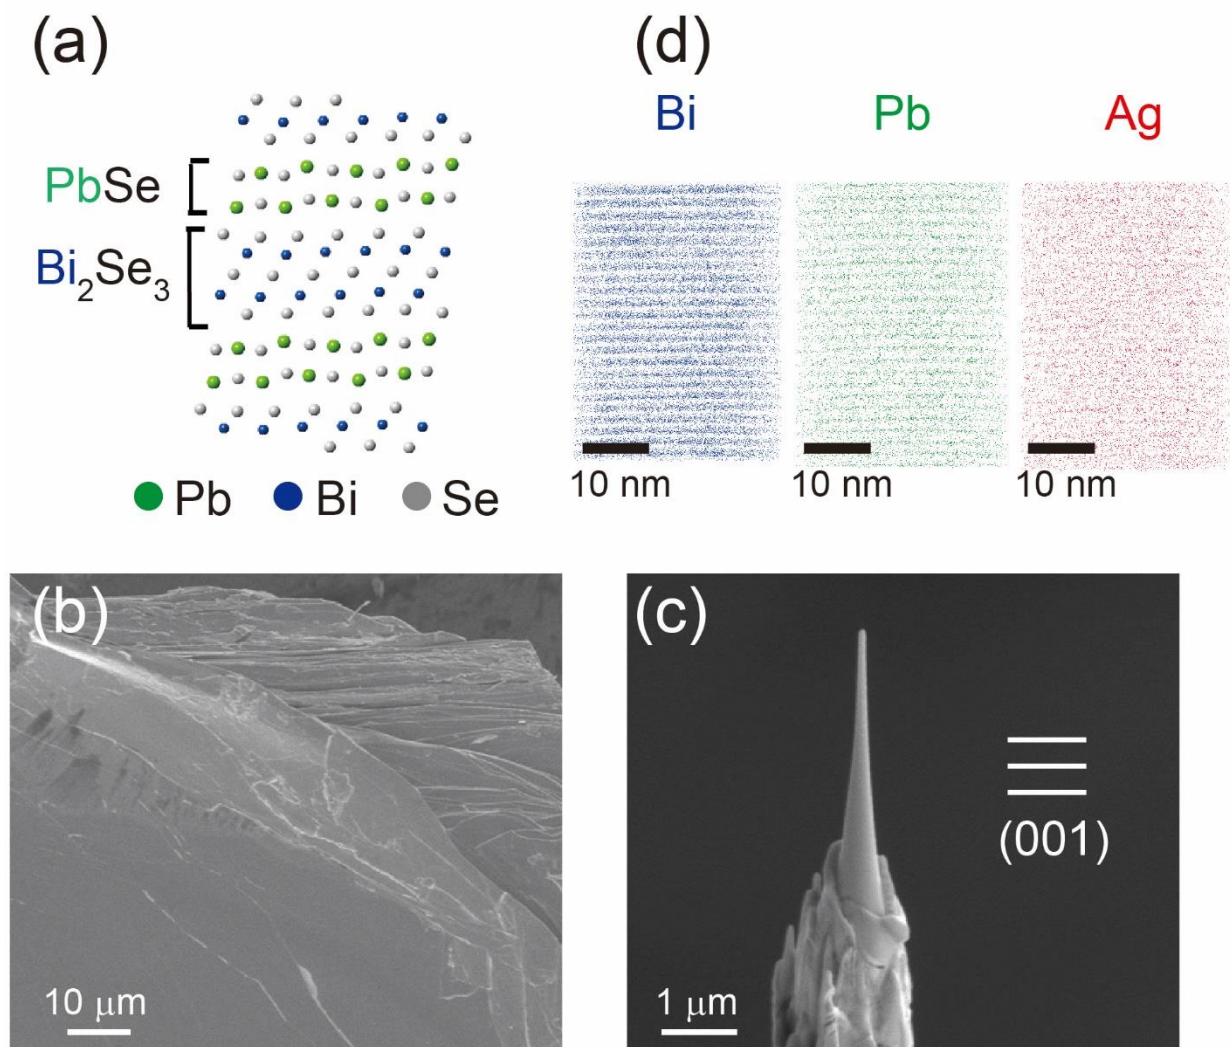 (a)
PbSe
Bi₂Se₃
Pb Bi Se
(d)
Bi Pb Ag
10 nm 10 nm 10 nm
(b)
10 μm
(c)
(001)
1 μm